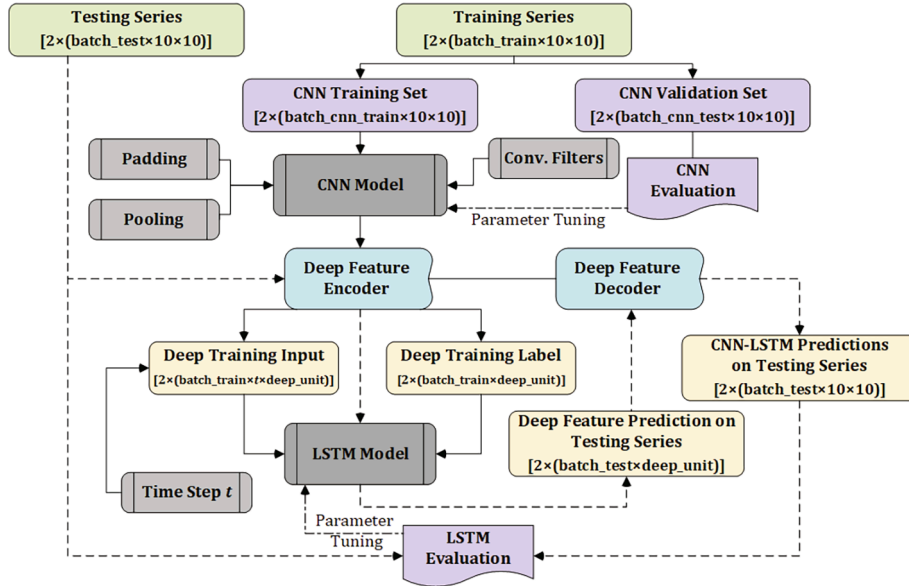 Testing Series
[2×(batch_test×10×10)]
Training Series
[2×(batch_train×10×10)]
CNN Training Set
[2×(batch_cnn_train×10×10)]
CNN Validation Set
[2×(batch_cnn_test×10×10)]
Padding
Pooling
CNN Model
Conv. Filters
CNN
Evaluation
Parameter Tuning
Deep Feature
Encoder
Deep Feature
Decoder
Deep Training Input
[2×(batch_train×t×deep_unit)]
Deep Training Label
[2×(batch_train×deep_unit)]
CNN-LSTM Predictions
on Testing Series
[2×(batch_test×10×10)]
LSTM Model
Deep Feature Prediction on
Testing Series
[2×(batch_test×deep_unit)]
Time Step t
Parameter
Tuning
LSTM
Evaluation